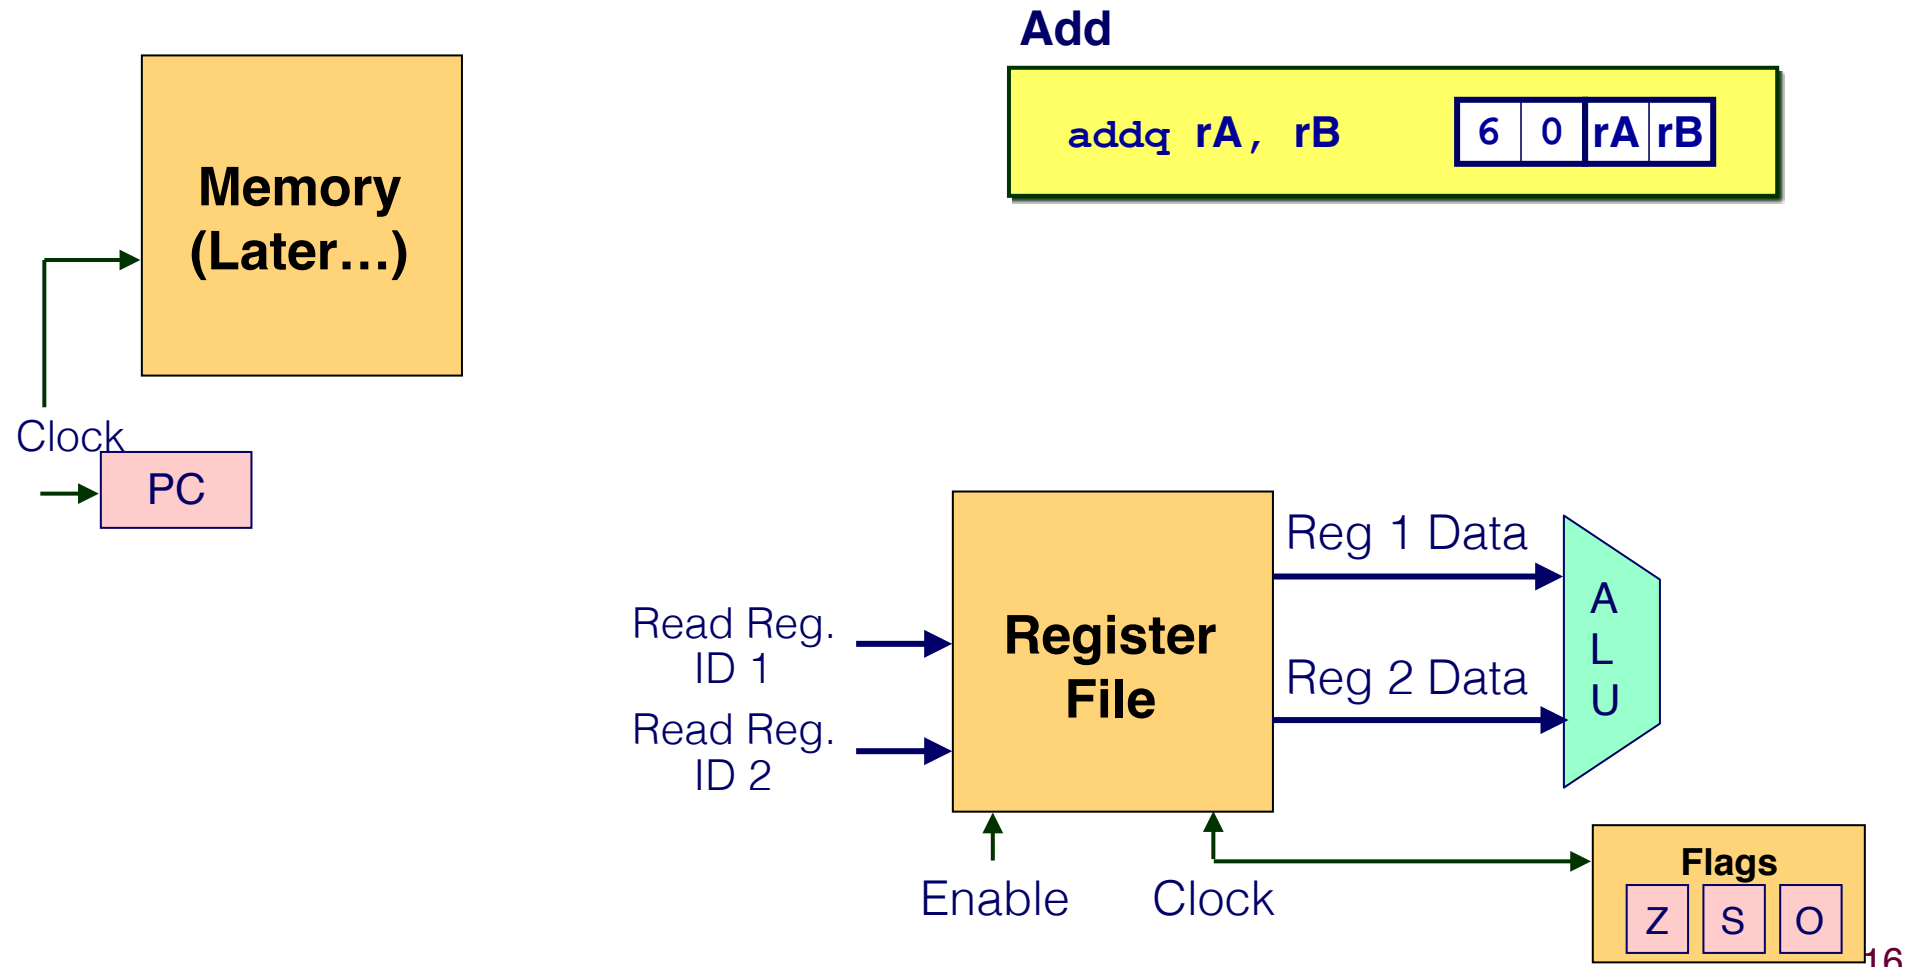 Add
addq rA, rB 6 0 rA rB
Memory
(Later…)
Clock
PC
Reg 1 Data
Read Reg.
ID 1
Register
File
A
L
U
Reg 2 Data
Read Reg.
ID 2
Enable
Clock
Flags
Z S O
16